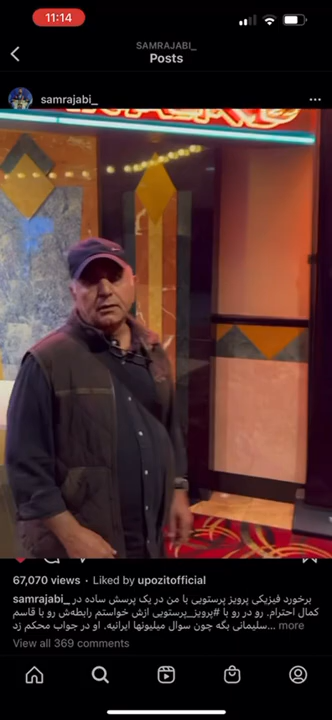 11:14
SAMRAJABI_
Posts
samrajabi_
67,070 views · Liked by upozitofficial
samrajabi_ برخورد فیزیکی پرویز پرستویی با من در یک پرسش ساده در
کمال احترام. رو در رو با #پرویز_پرستویی ازش خواستم رابطه‌ش رو با قاسم
سلیمانی بگه چون سوال میلیونها ایرانیه. او در جواب محکم زد... more
View all 369 comments